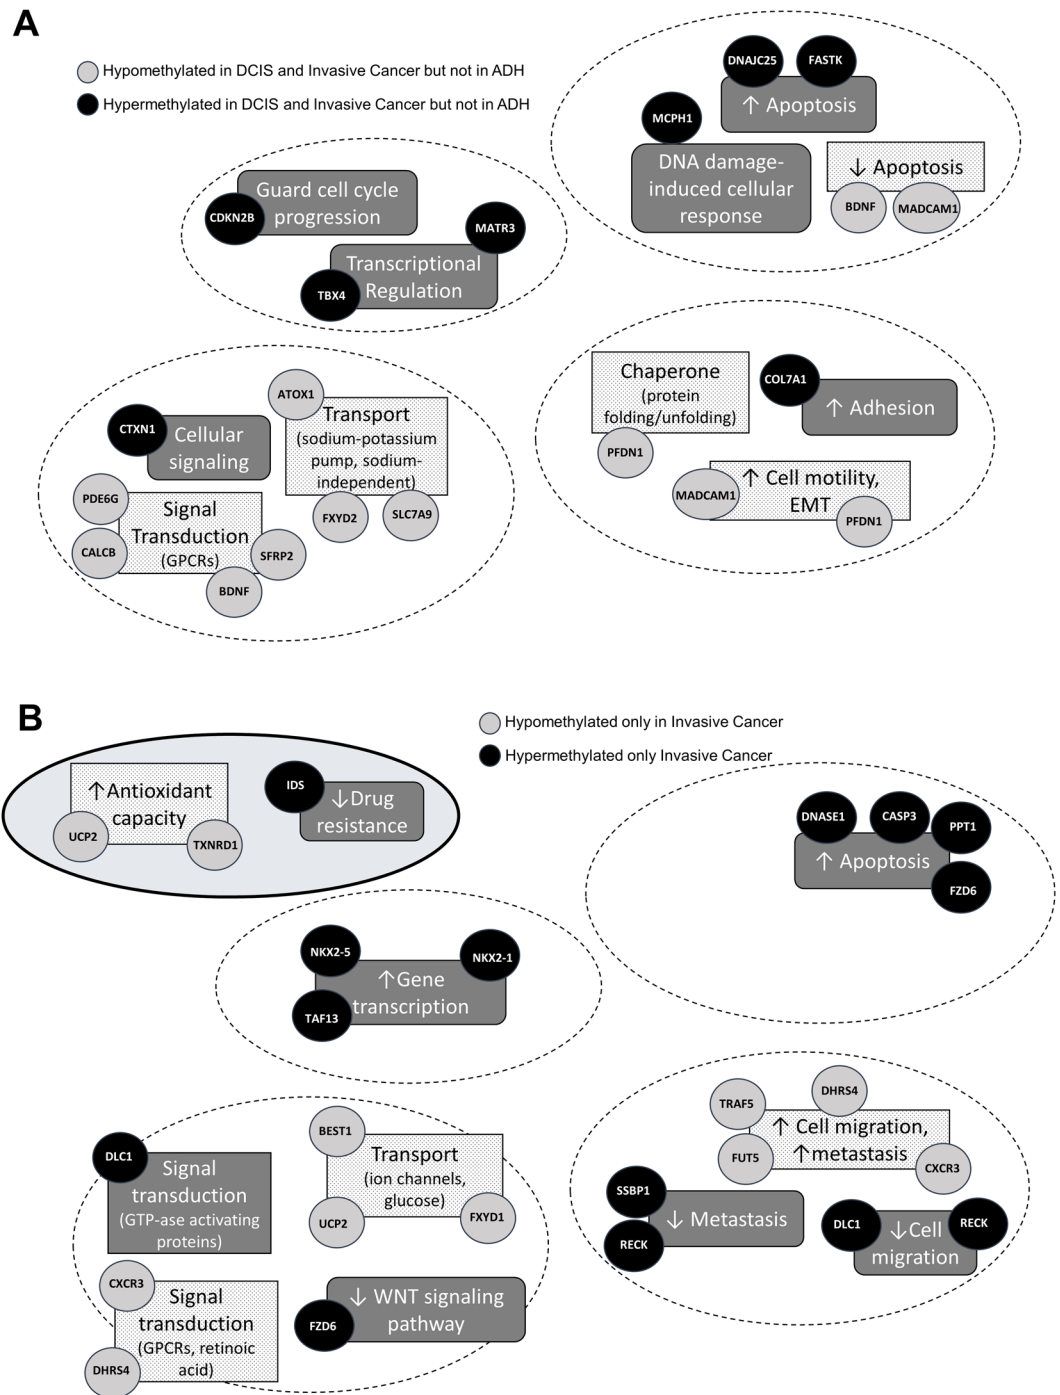 A
Hypomethylated in DCIS and Invasive Cancer but not in ADH
Hypermethylated in DCIS and Invasive Cancer but not in ADH
DNAJC25
FASTK
↑ Apoptosis
MCPH1
DNA damage-
induced cellular
response
↓ Apoptosis
BDNF
MADCAM1
Guard cell cycle
progression
CDKN2B
MATR3
Transcriptional
Regulation
TBX4
ATOX1
Transport
(sodium-potassium
pump, sodium-
independent)
FXYD2
SLC7A9
CTXN1
Cellular
signaling
PDE6G
Signal
Transduction
(GPCRs)
CALCB
SFRP2
BDNF
Chaperone
(protein
folding/unfolding)
PFDN1
COL7A1
↑ Adhesion
MADCAM1
↑ Cell motility,
EMT
PFDN1
B
Hypomethylated only in Invasive Cancer
Hypermethylated only Invasive Cancer
↑Antioxidant
capacity
UCP2
TXNRD1
IDS
↓Drug
resistance
DNASE1
CASP3
PPT1
↑ Apoptosis
FZD6
NKX2-5
NKX2-1
↑Gene
transcription
TAF13
DLC1
Signal
transduction
(GTP-ase activating
proteins)
BEST1
Transport
(ion channels,
glucose)
UCP2
FXYD1
CXCR3
Signal
transduction
(GPCRs, retinoic
acid)
DHRS4
↓ WNT signaling
pathway
FZD6
TRAF5
DHRS4
↑ Cell migration,
↑metastasis
FUT5
CXCR3
SSBP1
↓ Metastasis
RECK
DLC1
RECK
↓Cell
migration